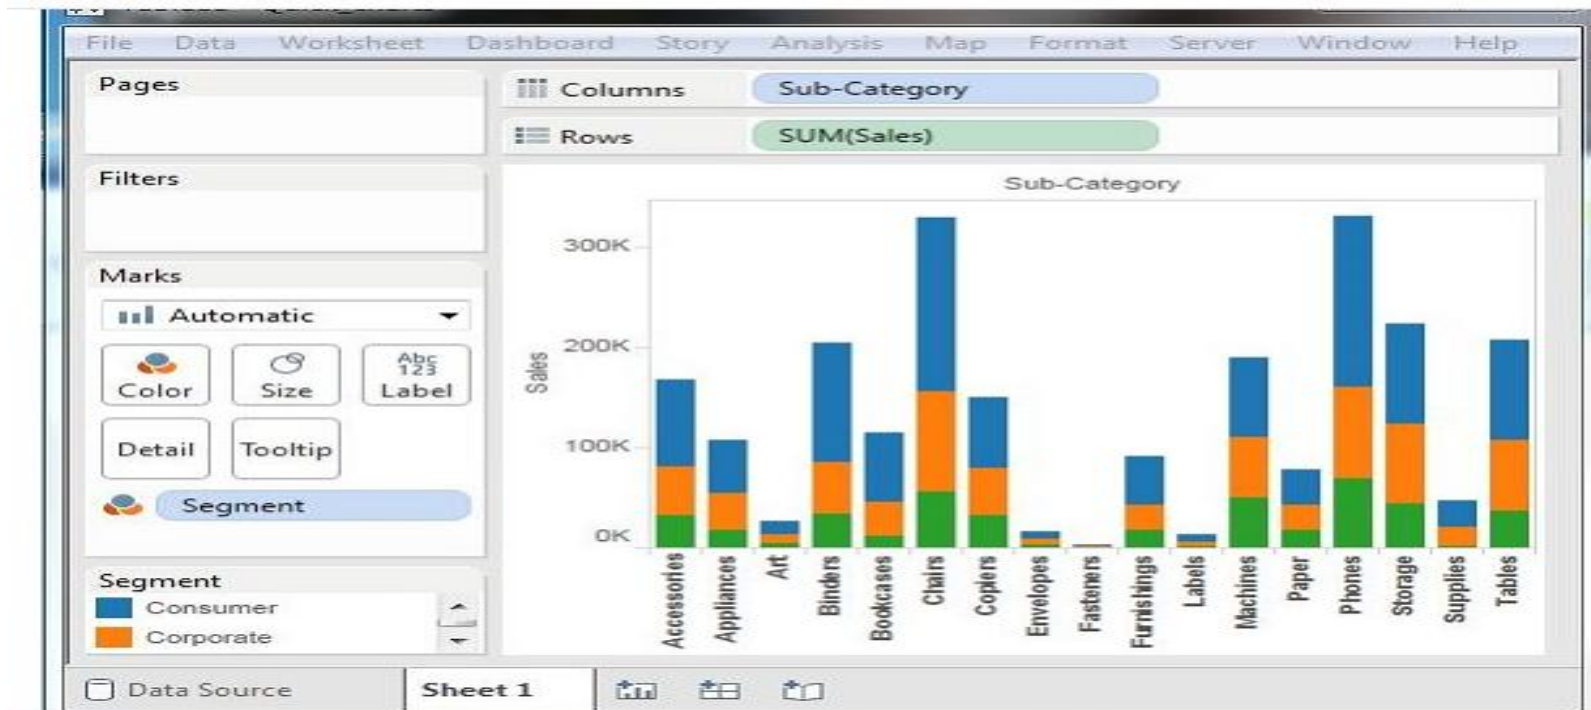 File Data Worksheet Dashboard Story Analysis Map Format Server Window Help
Pages
Columns Sub-Category
Rows SUM(Sales)
Filters
Marks
Automatic
Color Size Abc 123 Label
Detail Tooltip
Segment
Segment
Consumer
Corporate
Sub-Category
Sales
300K
200K
100K
0K
Accessories
Appliances
Art
Binders
Bookcases
Chairs
Copiers
Envelopes
Fasteners
Furnishings
Labels
Machines
Paper
Phones
Storage
Supplies
Tables
Data Source Sheet 1